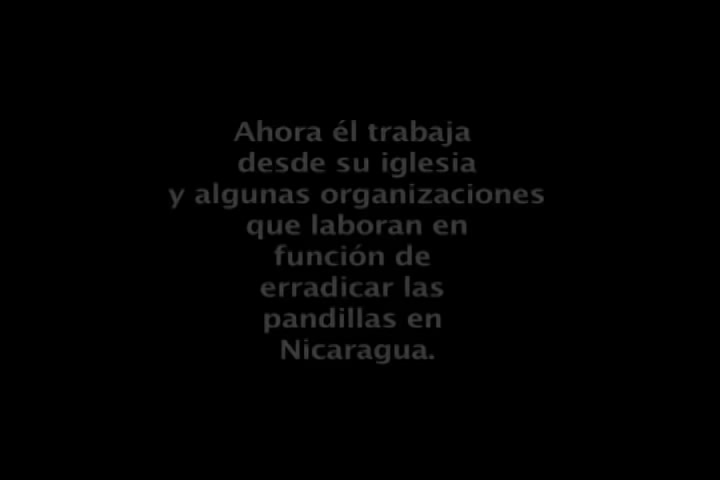 Ahora él trabaja
desde su iglesia
y algunas organizaciones
que laboran en
función de
erradicar las
pandillas en
Nicaragua.